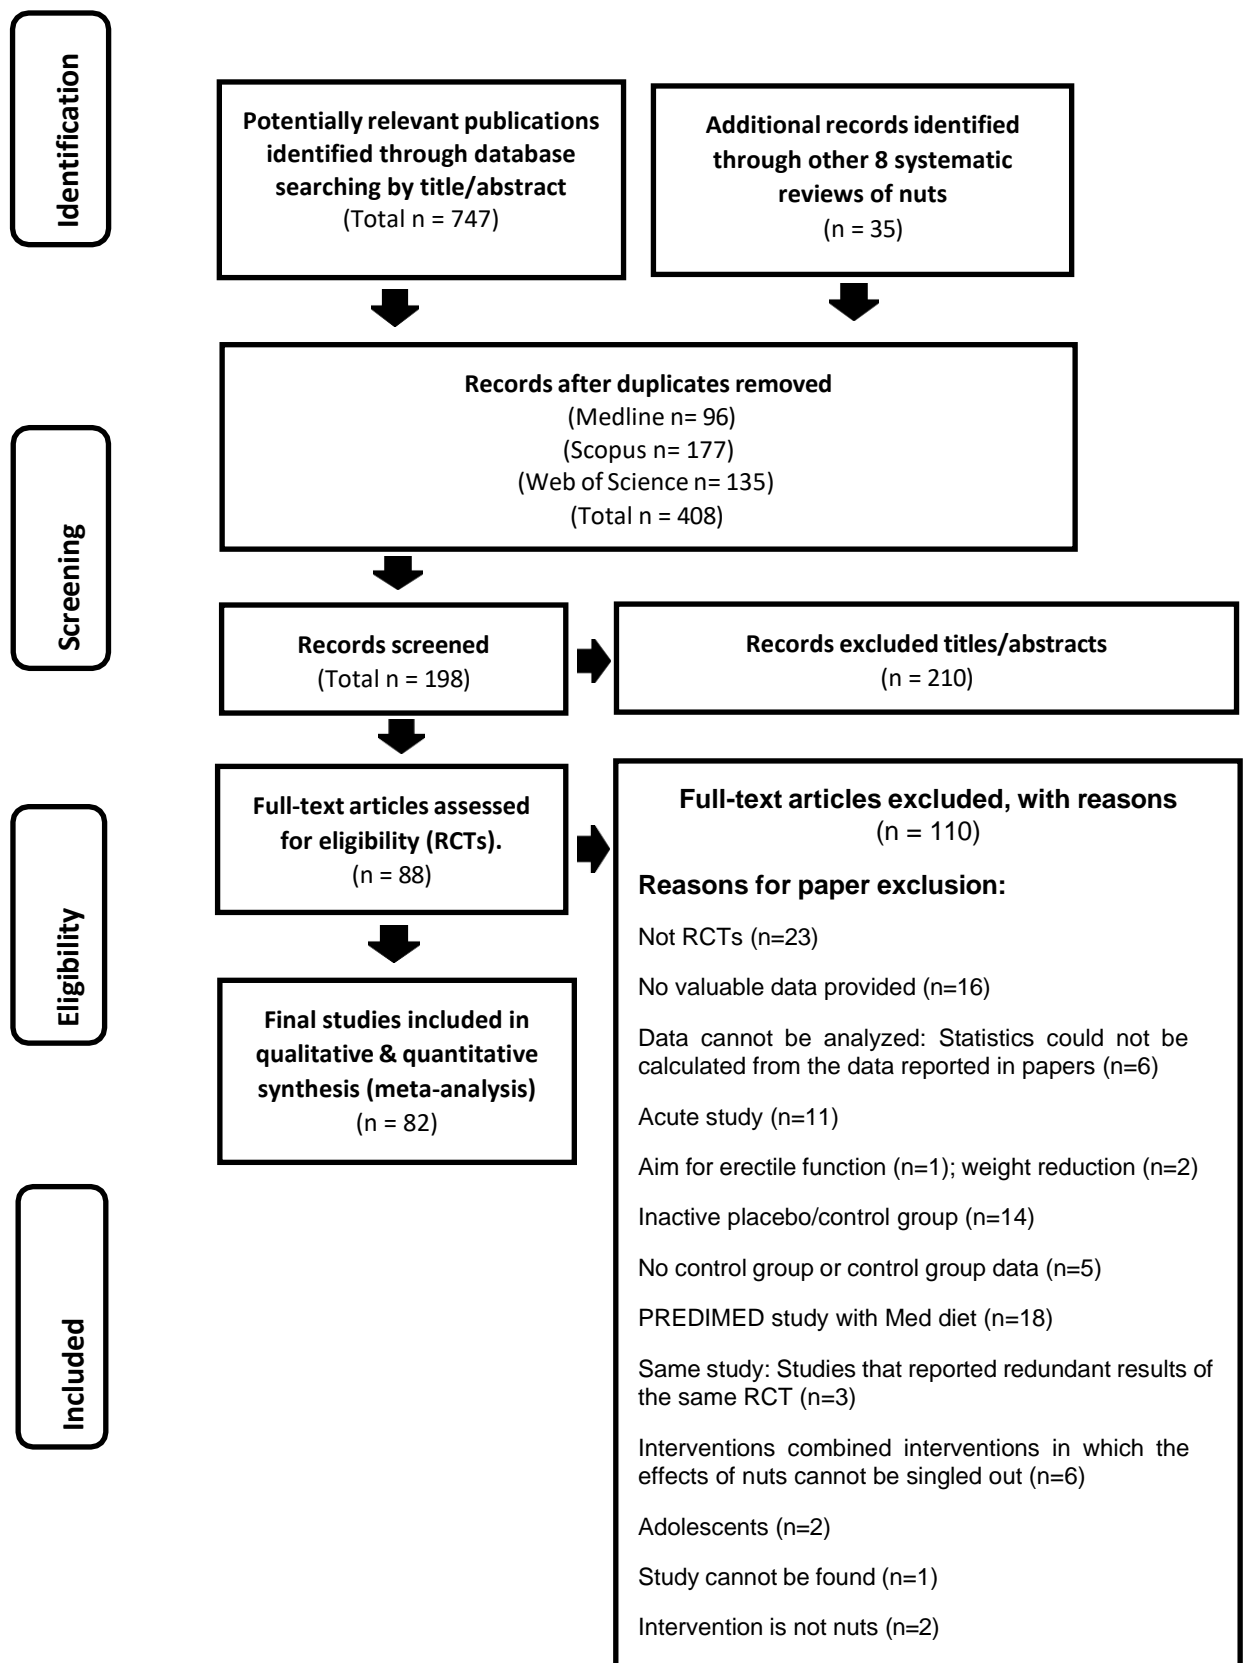 Identification
Potentially relevant publications
identified through database
searching by title/abstract
(Total n = 747)
Additional records identified
through other 8 systematic
reviews of nuts
(n = 35)
Screening
Records after duplicates removed
(Medline n= 96)
(Scopus n= 177)
(Web of Science n= 135)
(Total n = 408)
Records screened
(Total n = 198)
Records excluded titles/abstracts
(n = 210)
Eligibility
Full-text articles assessed
for eligibility (RCTs).
(n = 88)
Full-text articles excluded, with reasons
(n = 110)
Reasons for paper exclusion:
Not RCTs (n=23)
No valuable data provided (n=16)
Data cannot be analyzed: Statistics could not be
calculated from the data reported in papers (n=6)
Acute study (n=11)
Aim for erectile function (n=1); weight reduction (n=2)
Inactive placebo/control group (n=14)
No control group or control group data (n=5)
PREDIMED study with Med diet (n=18)
Same study: Studies that reported redundant results of
the same RCT (n=3)
Interventions combined interventions in which the
effects of nuts cannot be singled out (n=6)
Adolescents (n=2)
Study cannot be found (n=1)
Intervention is not nuts (n=2)
Included
Final studies included in
qualitative & quantitative
synthesis (meta-analysis)
(n = 82)